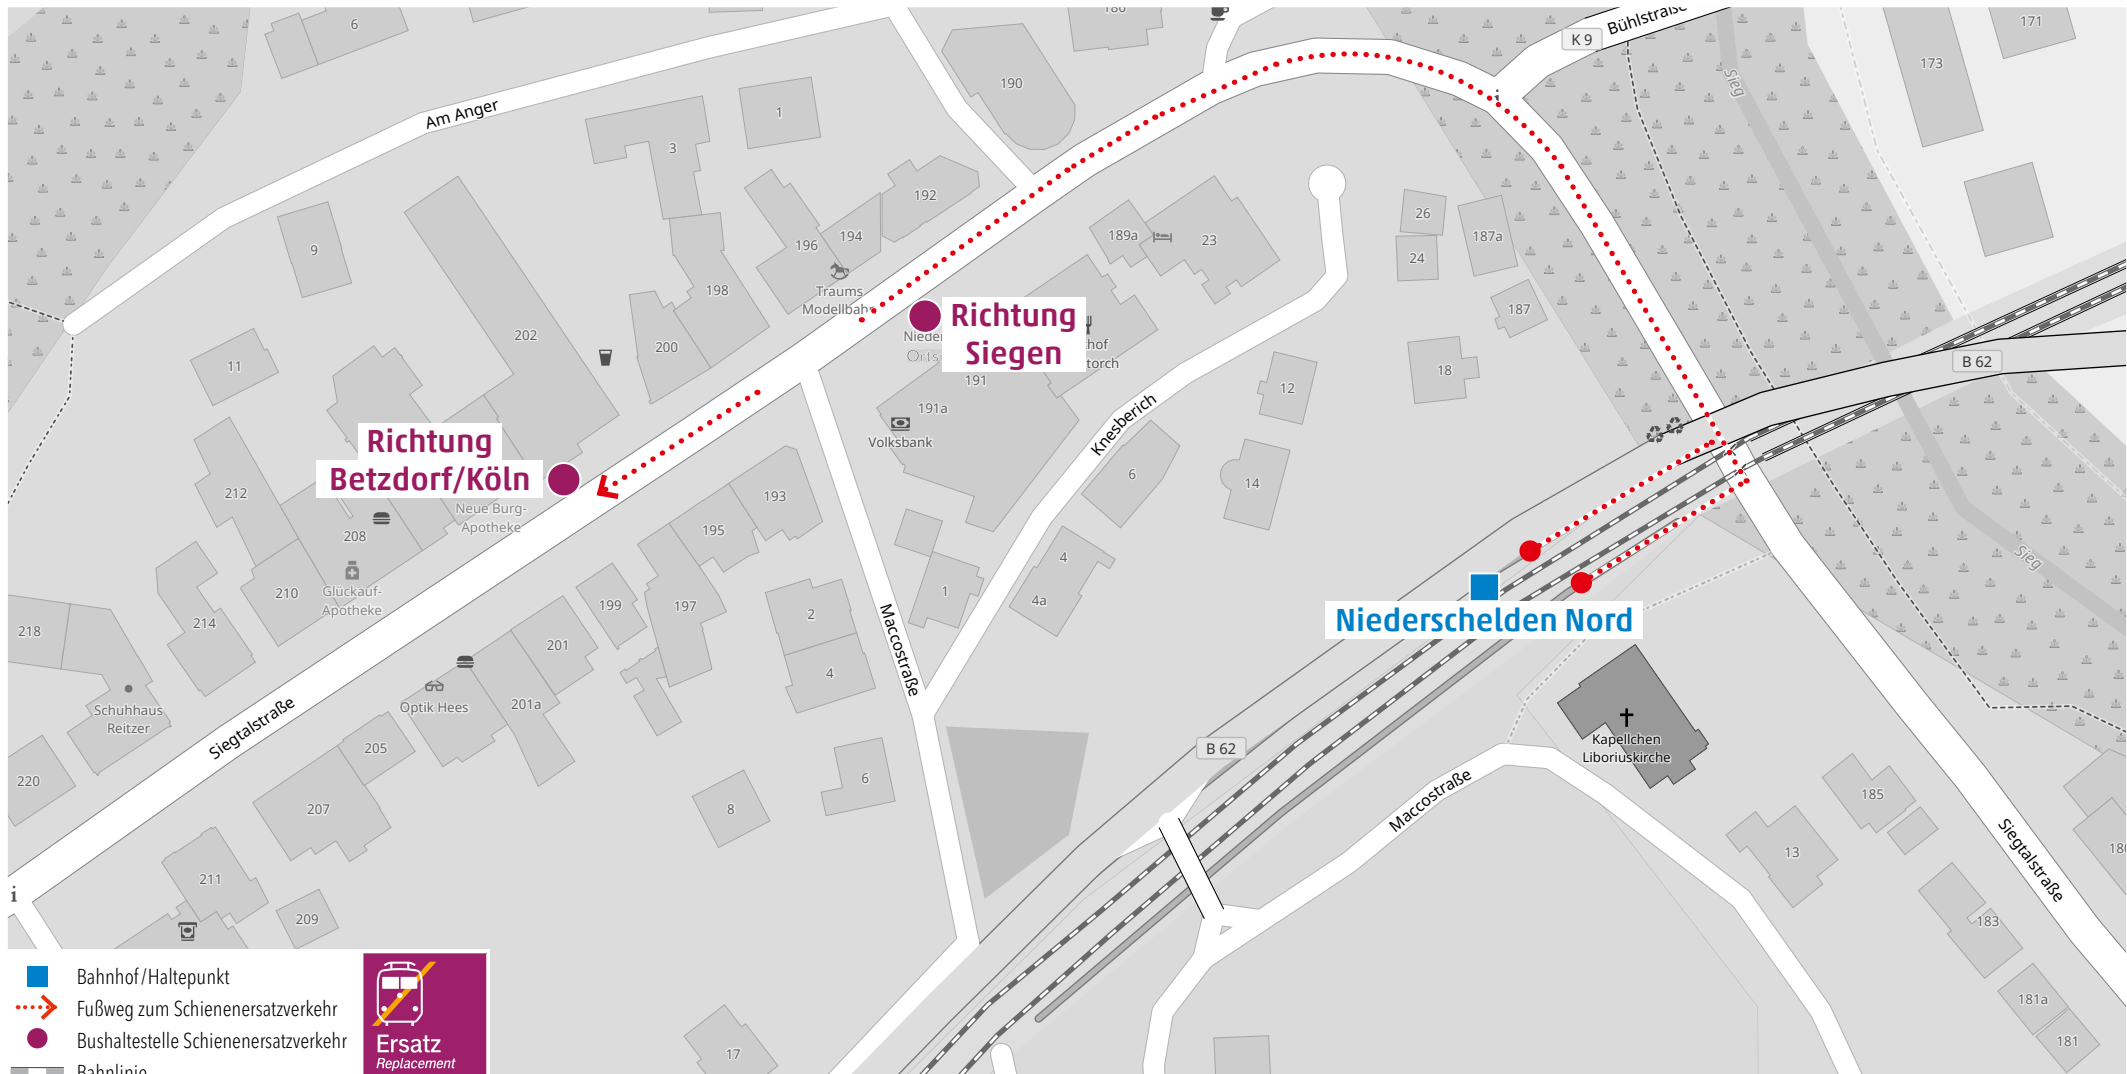 6
186
Bühlstraße
K 9
171
173
Sieg
190
Am Anger
1
3
192
26
187a
189a
23
194
196
9
24
Traums
Modellbahn
198
187
Richtung
Siegen
202
200
11
18
B 62
12
191
191a
Volksbank
Knesberich
Richtung
Betzdorf/Köln
6
14
212
193
Neue Burg-
Apotheke
195
208
Glückauf-
Apotheke
210
4
4a
1
199
197
2
Sieg
Niederschelden Nord
218
214
201
Maccostraße
4
Optik Hees
201a
Schuhhaus
Reitzer
Siegtalstraße
205
B 62
Kapellchen
Liboriuskirche
220
6
8
207
Maccostraße
185
13
Siegtalstraße
211
209
183
181a
181
17
Bahnhof/Haltepunkt
Fußweg zum Schienenersatzverkehr
Bushaltestelle Schienenersatzverkehr
Bahnlinie
Ersatz
Replacement